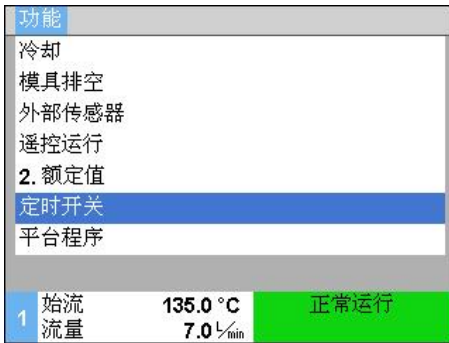 功能
冷却
模具排空
外部传感器
遥控运行
2. 额定值
定时开关
平台程序
1 始流 135.0 °C 正常运行
流量 7.0 L/min